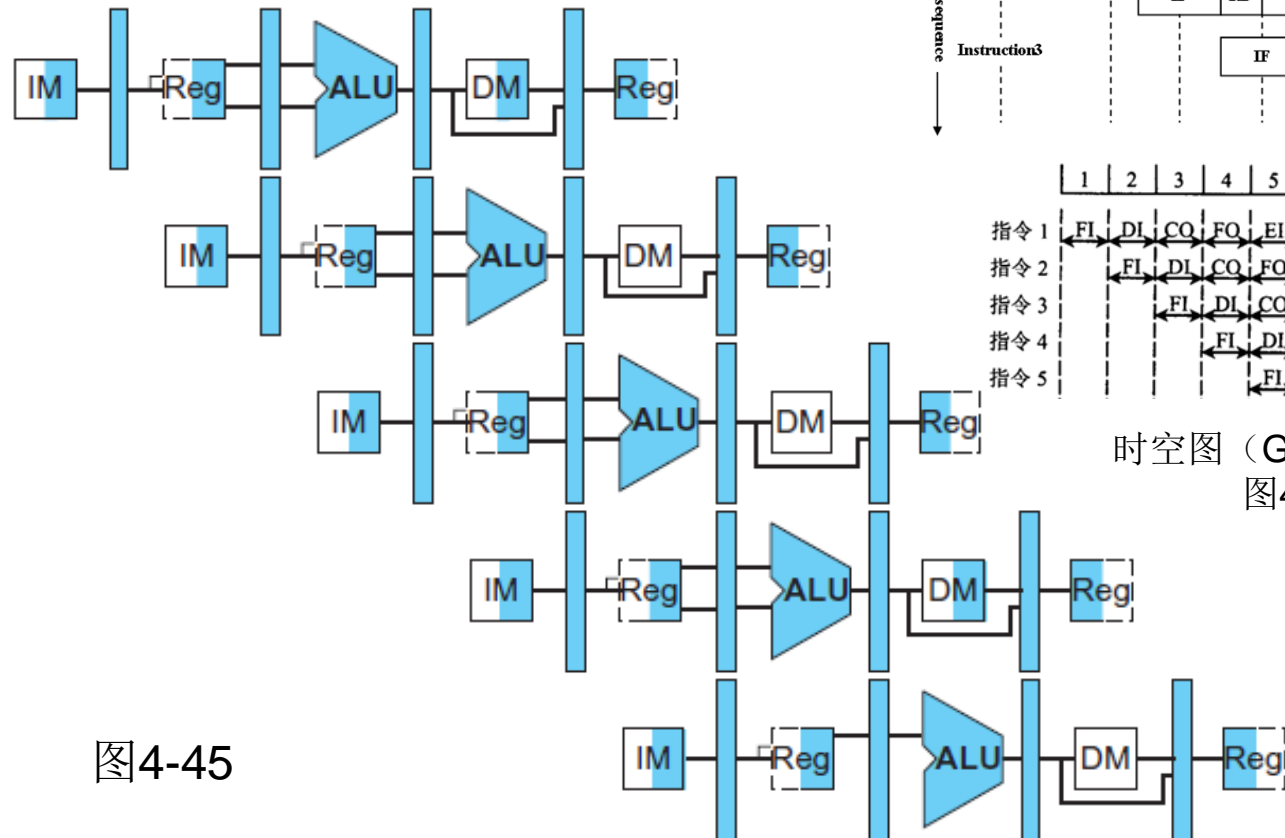 sequence
Instruction3
IF
IM Reg ALU DM Reg
IM Reg ALU DM Reg
IM Reg ALU DM Reg
IM Reg ALU DM Reg
IM Reg ALU DM Reg
1 2 3 4 5
指令 1 FI DI CO FO EI
指令 2 FI DI CO FO
指令 3 FI DI CO
指令 4 FI DI
指令 5 FI
时空图（G
图4
图4-45